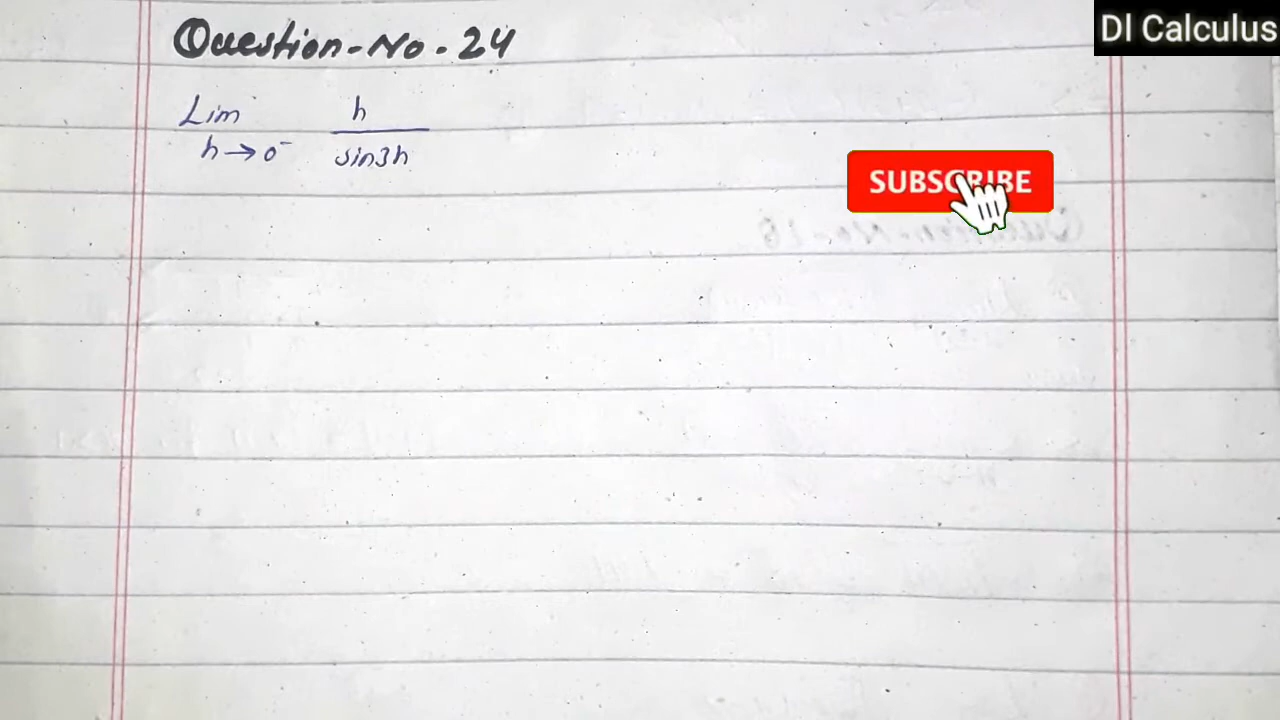 DI Calculus
Question-No-24
Lim h
h→0⁻ sin3h
SUBSCRIBE